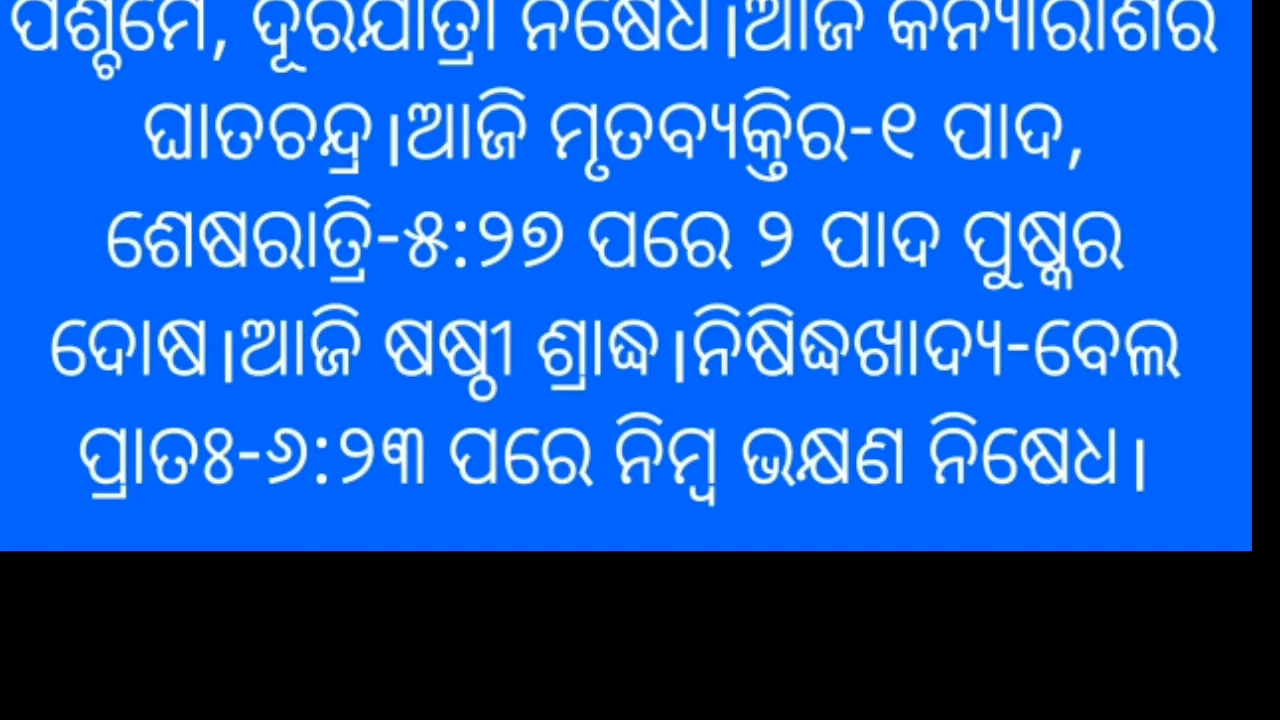 ପଶ୍ଚିମେ, ଦୂରଯାତ୍ରା ନିଷେଧ।ଆଜି କନ୍ୟାରାଶିର
ଘାତଚନ୍ଦ୍ର।ଆଜି ମୃତବ୍ୟକ୍ତିର-୧ ପାଦ,
ଶେଷରାତ୍ରି-୫:୨୭ ପରେ ୨ ପାଦ ପୁଷ୍କର
ଦୋଷ।ଆଜି ଷଷ୍ଠୀ ଶ୍ରାଦ୍ଧ।ନିଷିଦ୍ଧଖାଦ୍ୟ-ବେଲ
ପ୍ରାତଃ-୬:୨୩ ପରେ ନିମ୍ବ ଭକ୍ଷଣ ନିଷେଧ।